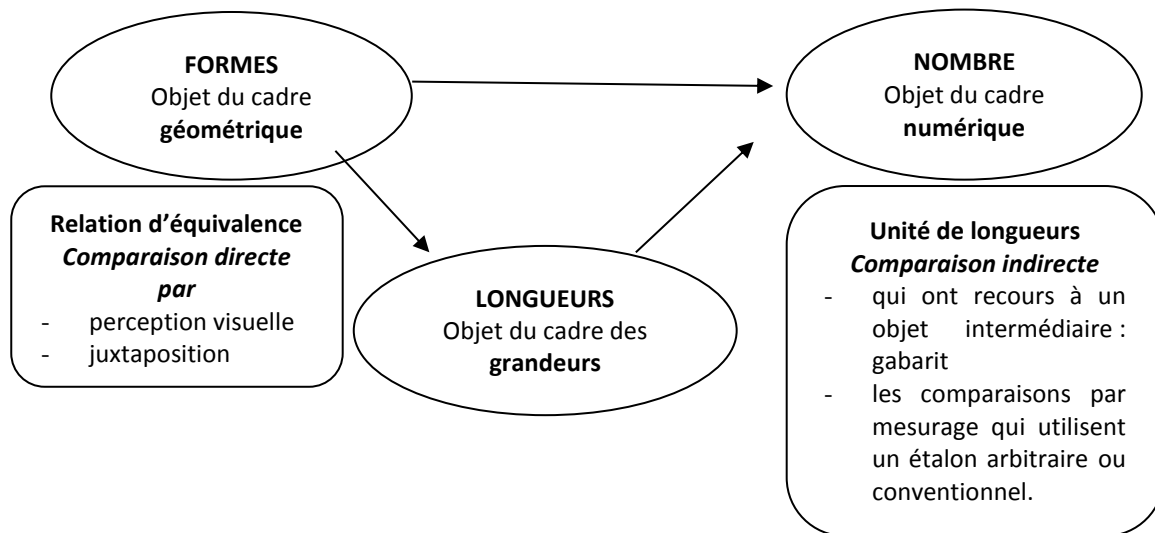 FORMES
Objet du cadre
géométrique
NOMBRE
Objet du cadre
numérique
Relation d’équivalence
Comparaison directe
par
- perception visuelle
- juxtaposition
LONGUEURS
Objet du cadre des
grandeurs
Unité de longueurs
Comparaison indirecte
- qui ont recours à un
objet intermédiaire :
gabarit
- les comparaisons par
mesurage qui utilisent
un étalon arbitraire ou
conventionnel.